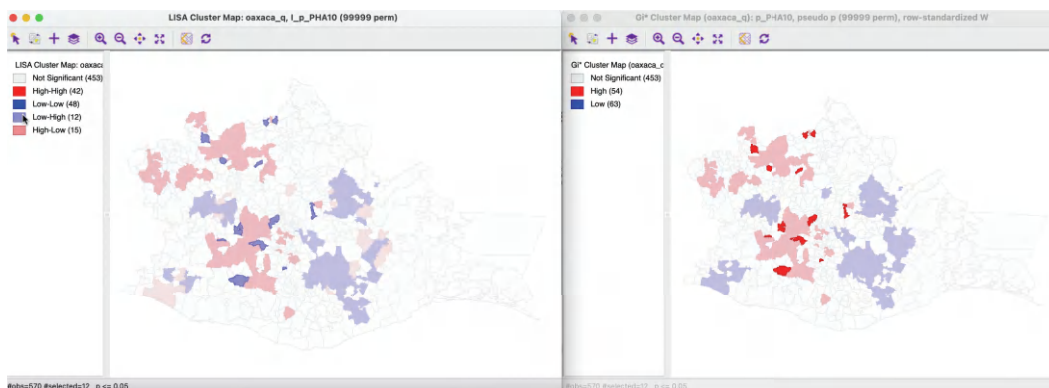 LISA Cluster Map: oaxaca_q, I_p_PHA10 (99999 perm)
LISA Cluster Map: oaxac
Not Significant (453)
High-High (42)
Low-Low (48)
Low-High (12)
High-Low (15)
#obs=570 #selected=12 p <= 0.05
Gi* Cluster Map (oaxaca_q): p_PHA10, pseudo p (99999 perm), row-standardized W
Gi* Cluster Map (oaxaca_q
Not Significant (453)
High (54)
Low (63)
#obs=570 #selected=12 p <= 0.05